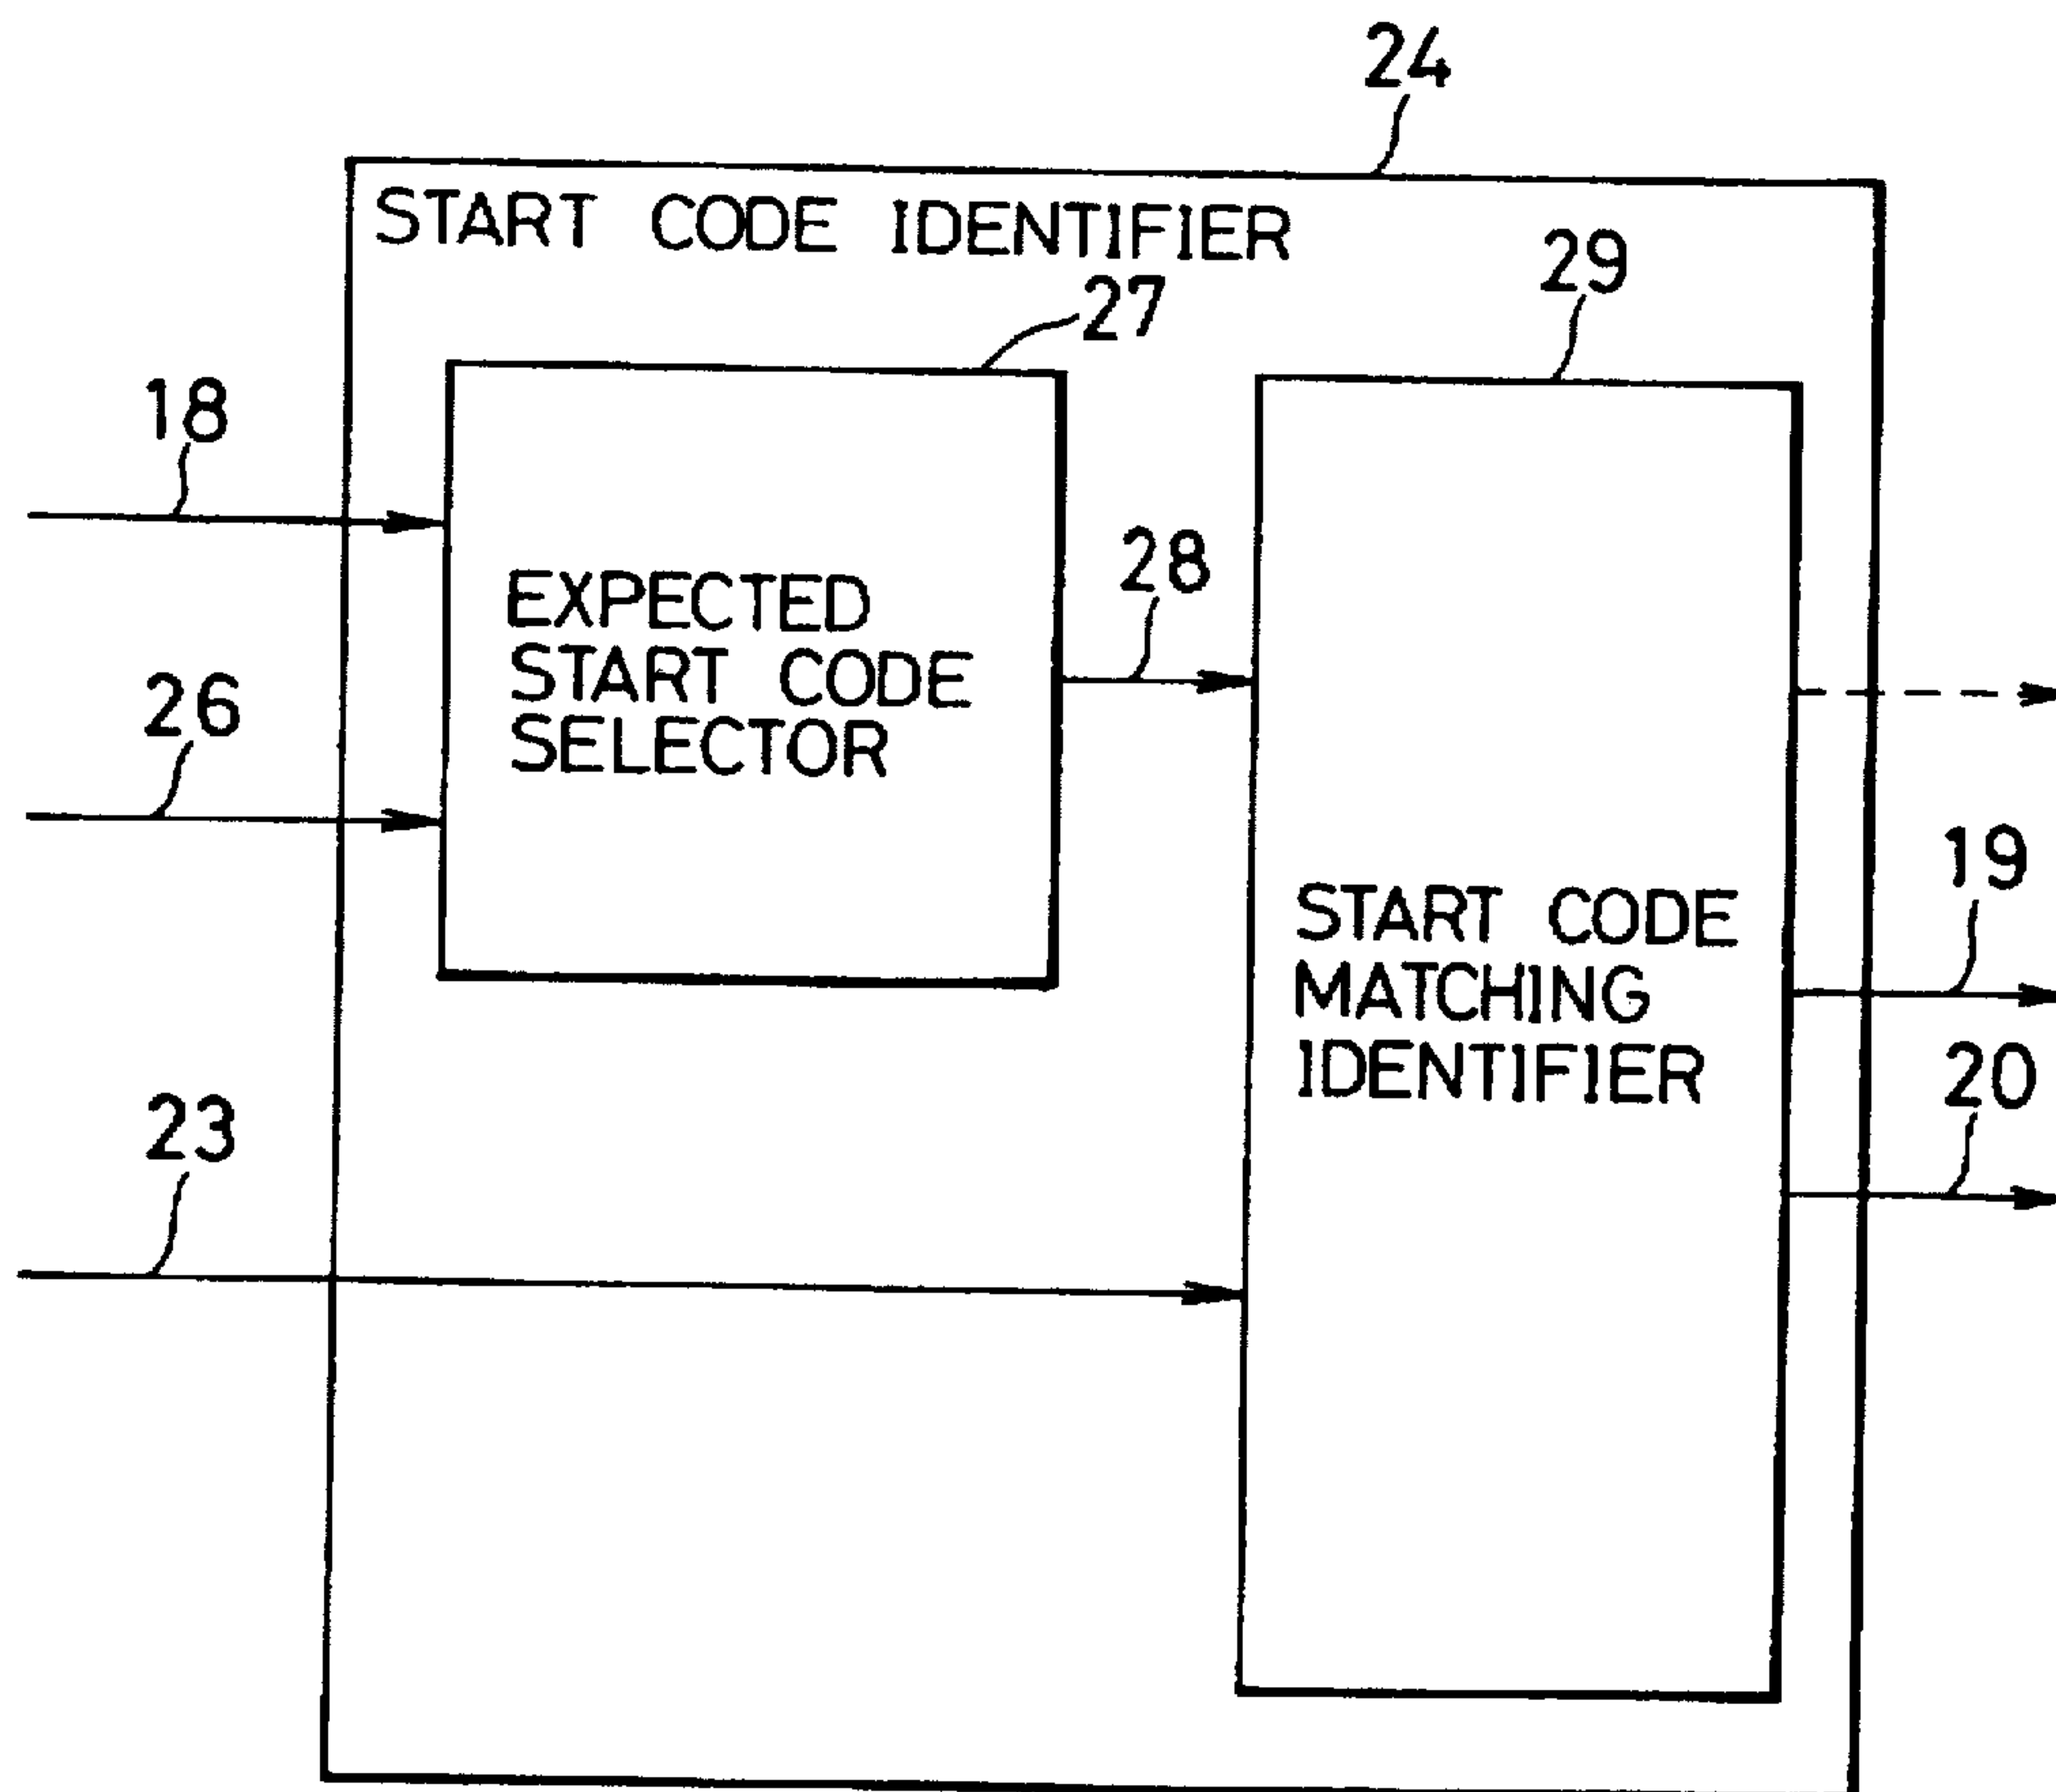 24
START CODE IDENTIFIER
29
27
18
28
EXPECTED
START CODE
SELECTOR
26
19
START CODE
MATCHING
IDENTIFIER
20
23